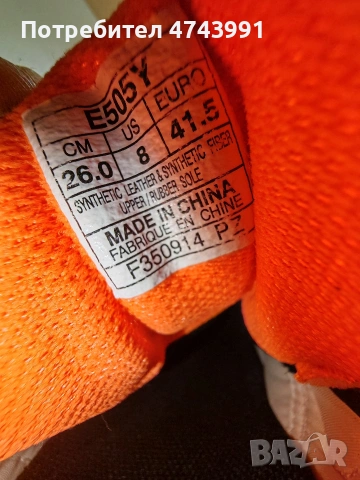 Потребител 4743991
E505Y
CM US EURO
26.0 8 41.5
SYNTHETIC LEATHER & SYNTHETIC FIBER
UPPER / RUBBER SOLE
MADE IN CHINA
FABRIQUE EN CHINE
F350914 PZ
BAZAR